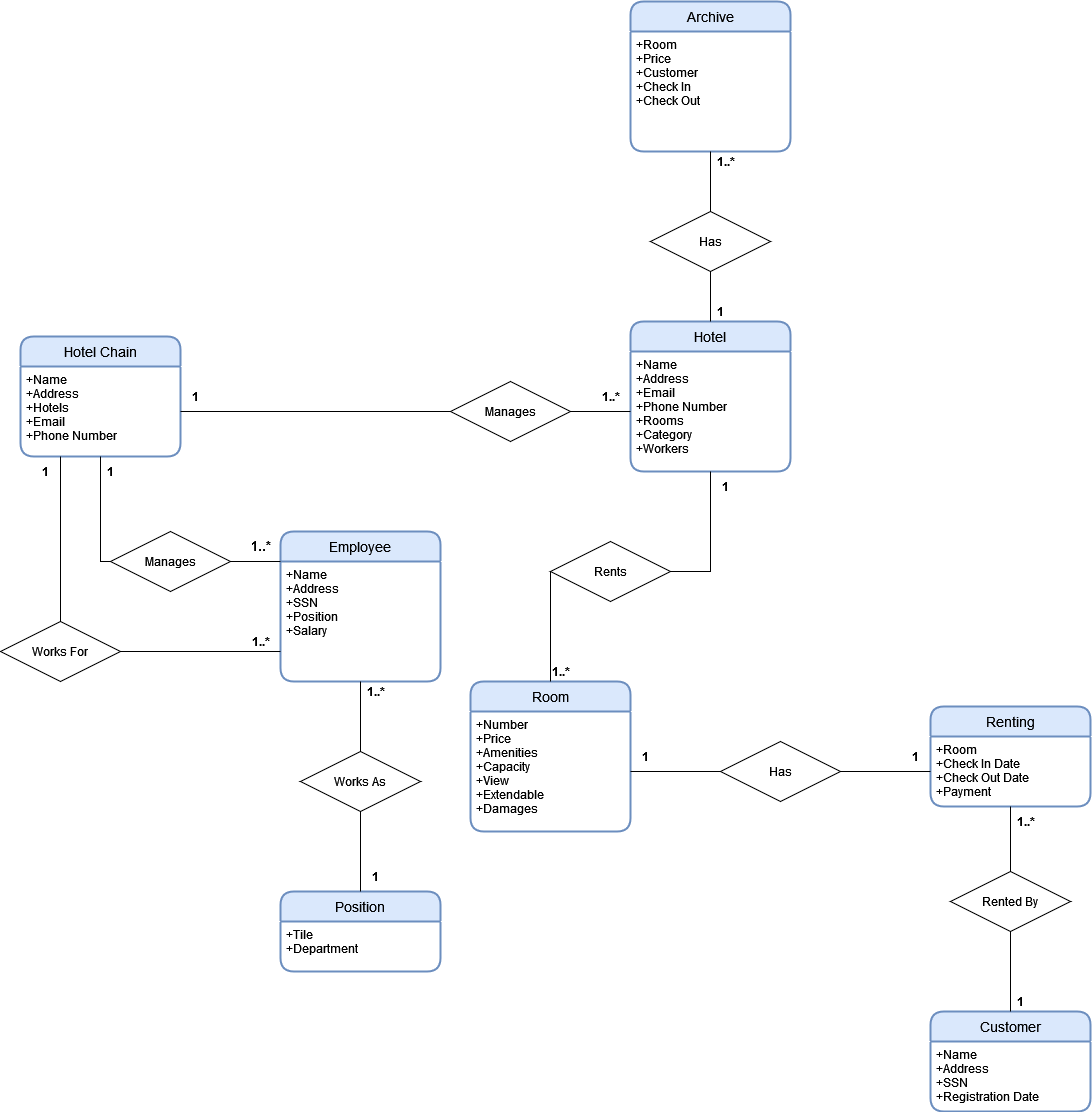 Archive
+Room
+Price
+Customer
+Check In
+Check Out
1..*
Has
1
Hotel
+Name
+Address
+Email
+Phone Number
+Rooms
+Category
+Workers
Hotel Chain
+Name
+Address
+Hotels
+Email
+Phone Number
1
Manages
1..*
1
1
1
Manages
1..*
Employee
+Name
+Address
+SSN
+Position
+Salary
Works For
1..*
Rents
1..*
1..*
Works As
1
Position
+Tile
+Department
Room
+Number
+Price
+Amenities
+Capacity
+View
+Extendable
+Damages
1
Has
1
Renting
+Room
+Check In Date
+Check Out Date
+Payment
1..*
Rented By
1
Customer
+Name
+Address
+SSN
+Registration Date